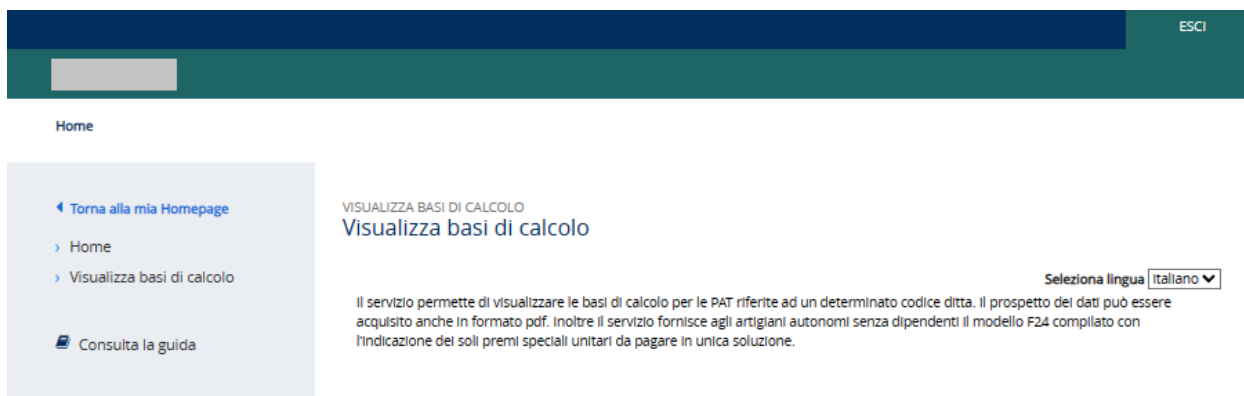 ESCI
Home
Torna alla mia Homepage
Home
Visualizza basi di calcolo
Consulta la guida
VISUALIZZA BASI DI CALCOLO
Visualizza basi di calcolo
Seleziona lingua Italiano
Il servizio permette di visualizzare le basi di calcolo per le PAT riferite ad un determinato codice ditta. Il prospetto dei dati può essere
acquisito anche in formato pdf. Inoltre il servizio fornisce agli artigiani autonomi senza dipendenti il modello F24 compilato con
l'indicazione dei soli premi speciali unitari da pagare in unica soluzione.